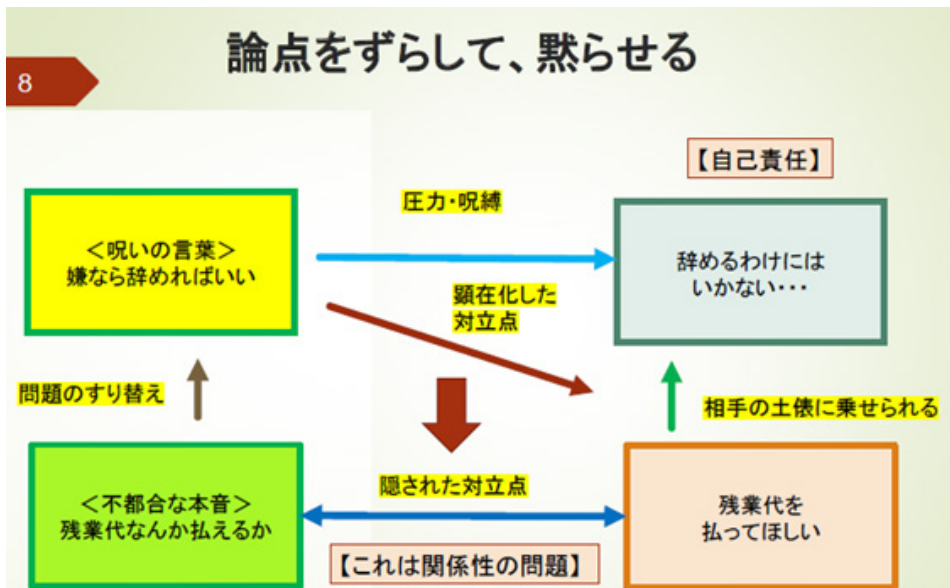 論点をずらして、黙らせる
8
【自己責任】
圧力・呪縛
＜呪いの言葉＞
嫌なら辞めればいい
辞めるわけには
いかない・・・
顕在化した
対立点
問題のすり替え
相手の土俵に乗せられる
＜不都合な本音＞
残業代なんか払えるか
隠された対立点
残業代を
払ってほしい
【これは関係性の問題】